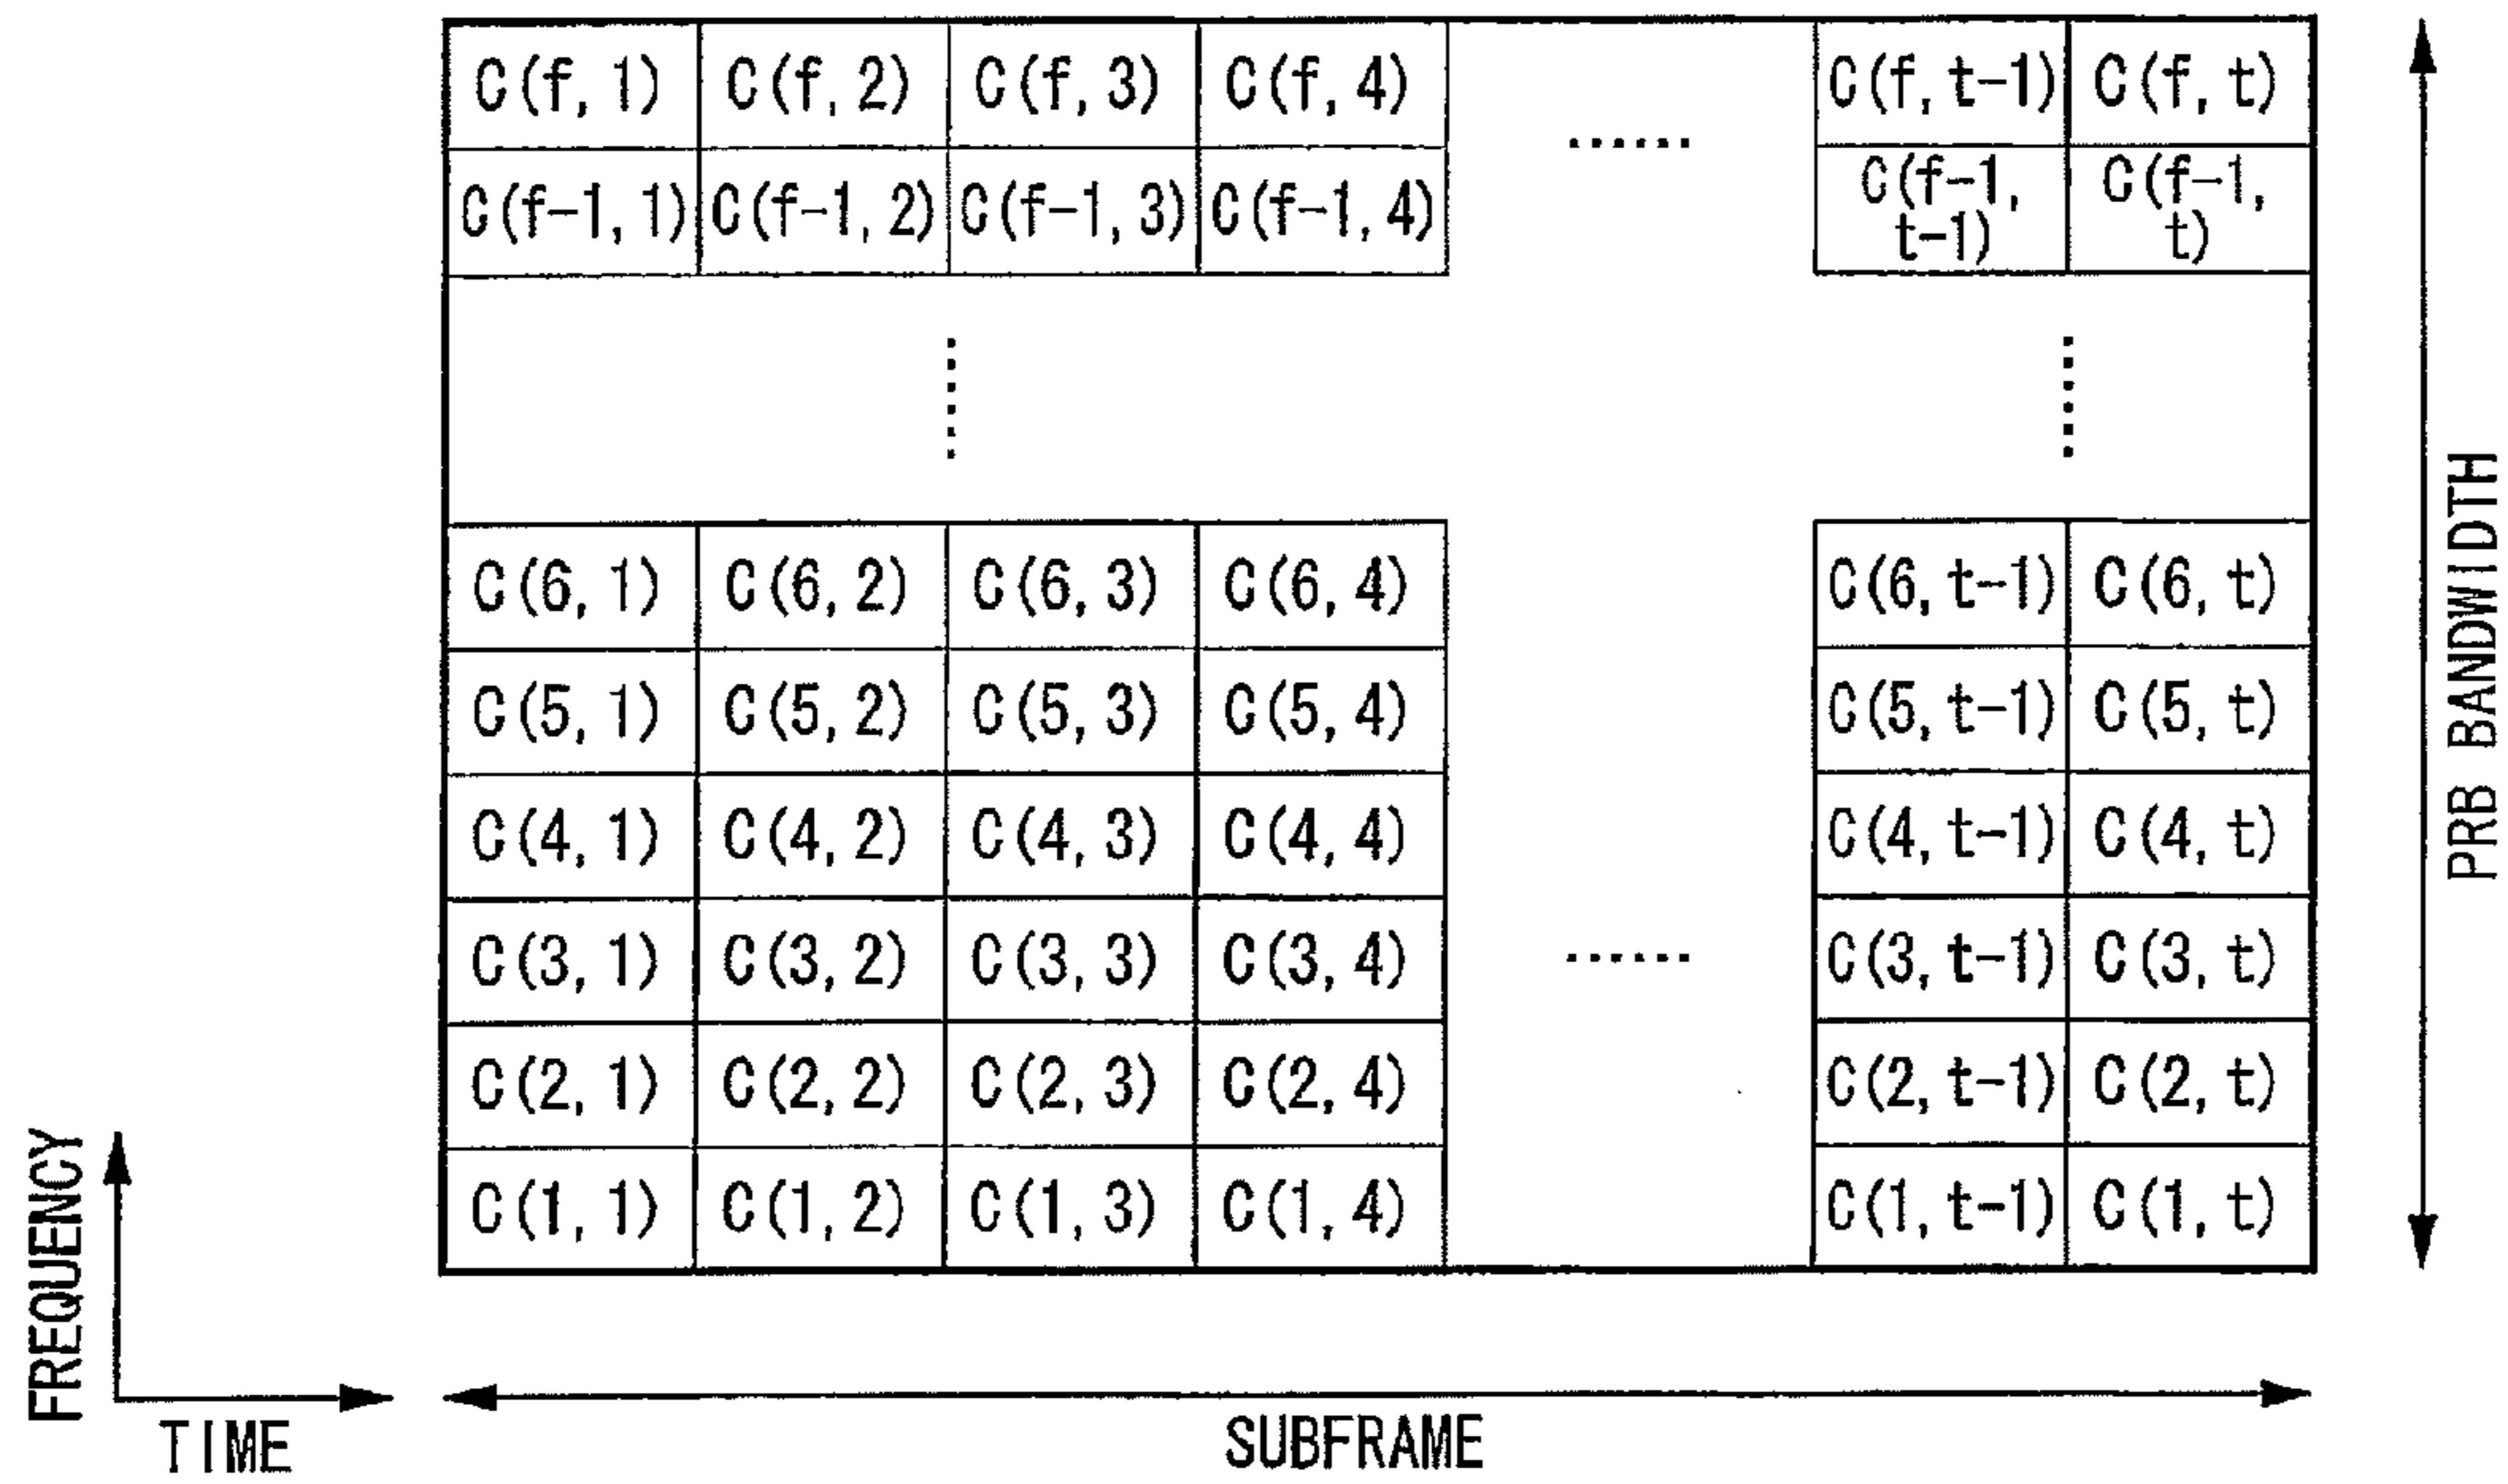 C(f, 1) C(f, 2) C(f, 3) C(f, 4) ...... C(f, t-1) C(f, t)
C(f-1, 1) C(f-1, 2) C(f-1, 3) C(f-1, 4) C(f-1, t-1) C(f-1, t)
C(6, 1) C(6, 2) C(6, 3) C(6, 4) C(6, t-1) C(6, t)
C(5, 1) C(5, 2) C(5, 3) C(5, 4) C(5, t-1) C(5, t)
C(4, 1) C(4, 2) C(4, 3) C(4, 4) C(4, t-1) C(4, t)
C(3, 1) C(3, 2) C(3, 3) C(3, 4) ...... C(3, t-1) C(3, t)
C(2, 1) C(2, 2) C(2, 3) C(2, 4) C(2, t-1) C(2, t)
C(1, 1) C(1, 2) C(1, 3) C(1, 4) C(1, t-1) C(1, t)
PRB BANDWIDTH
FREQUENCY
TIME
SUBFRAME